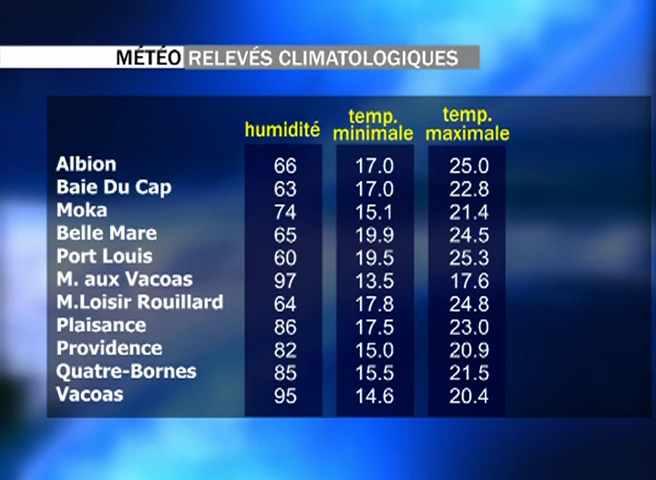 MÉTÉO RELEVÉS CLIMATOLOGIQUES
humidité temp. minimale temp. maximale
Albion 66 17.0 25.0
Baie Du Cap 63 17.0 22.8
Moka 74 15.1 21.4
Belle Mare 65 19.9 24.5
Port Louis 60 19.5 25.3
M. aux Vacoas 97 13.5 17.6
M.Loisir Rouillard 64 17.8 24.8
Plaisance 86 17.5 23.0
Providence 82 15.0 20.9
Quatre-Bornes 85 15.5 21.5
Vacoas 95 14.6 20.4